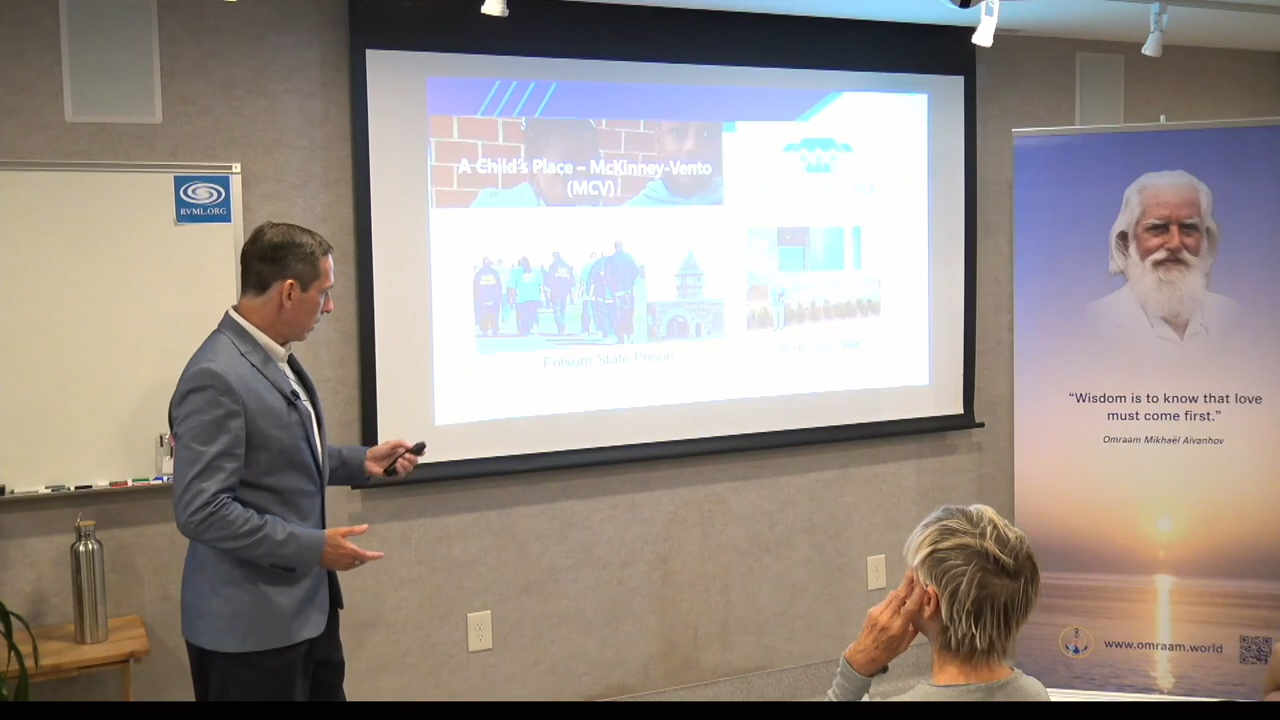 RVML.ORG
A Child's Place – McKinney-Vento
(MCV)
Folsom State Prison
“Wisdom is to know that love
must come first.”
Omraam Mikhaël Aïvanhov
www.omraam.world